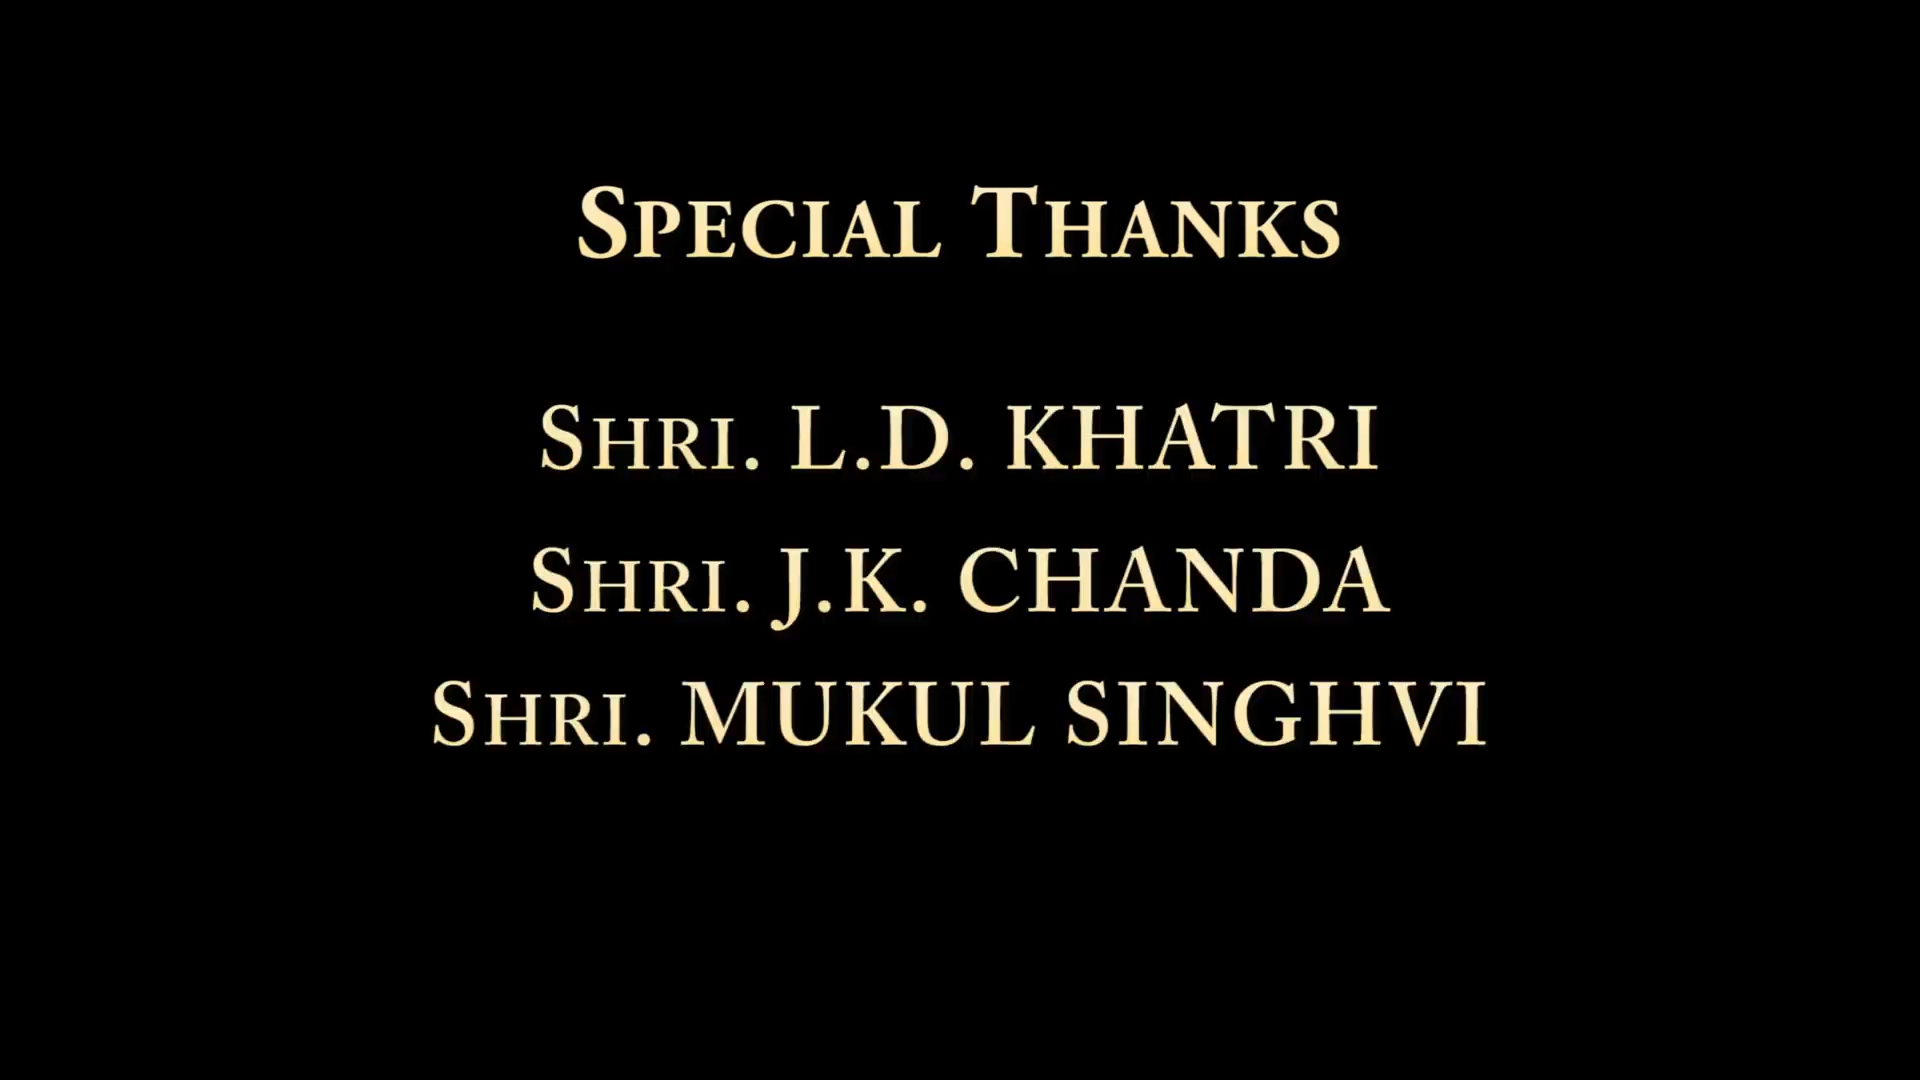 Special Thanks
Shri. L.D. KHATRI
Shri. J.K. CHANDA
Shri. MUKUL SINGHVI